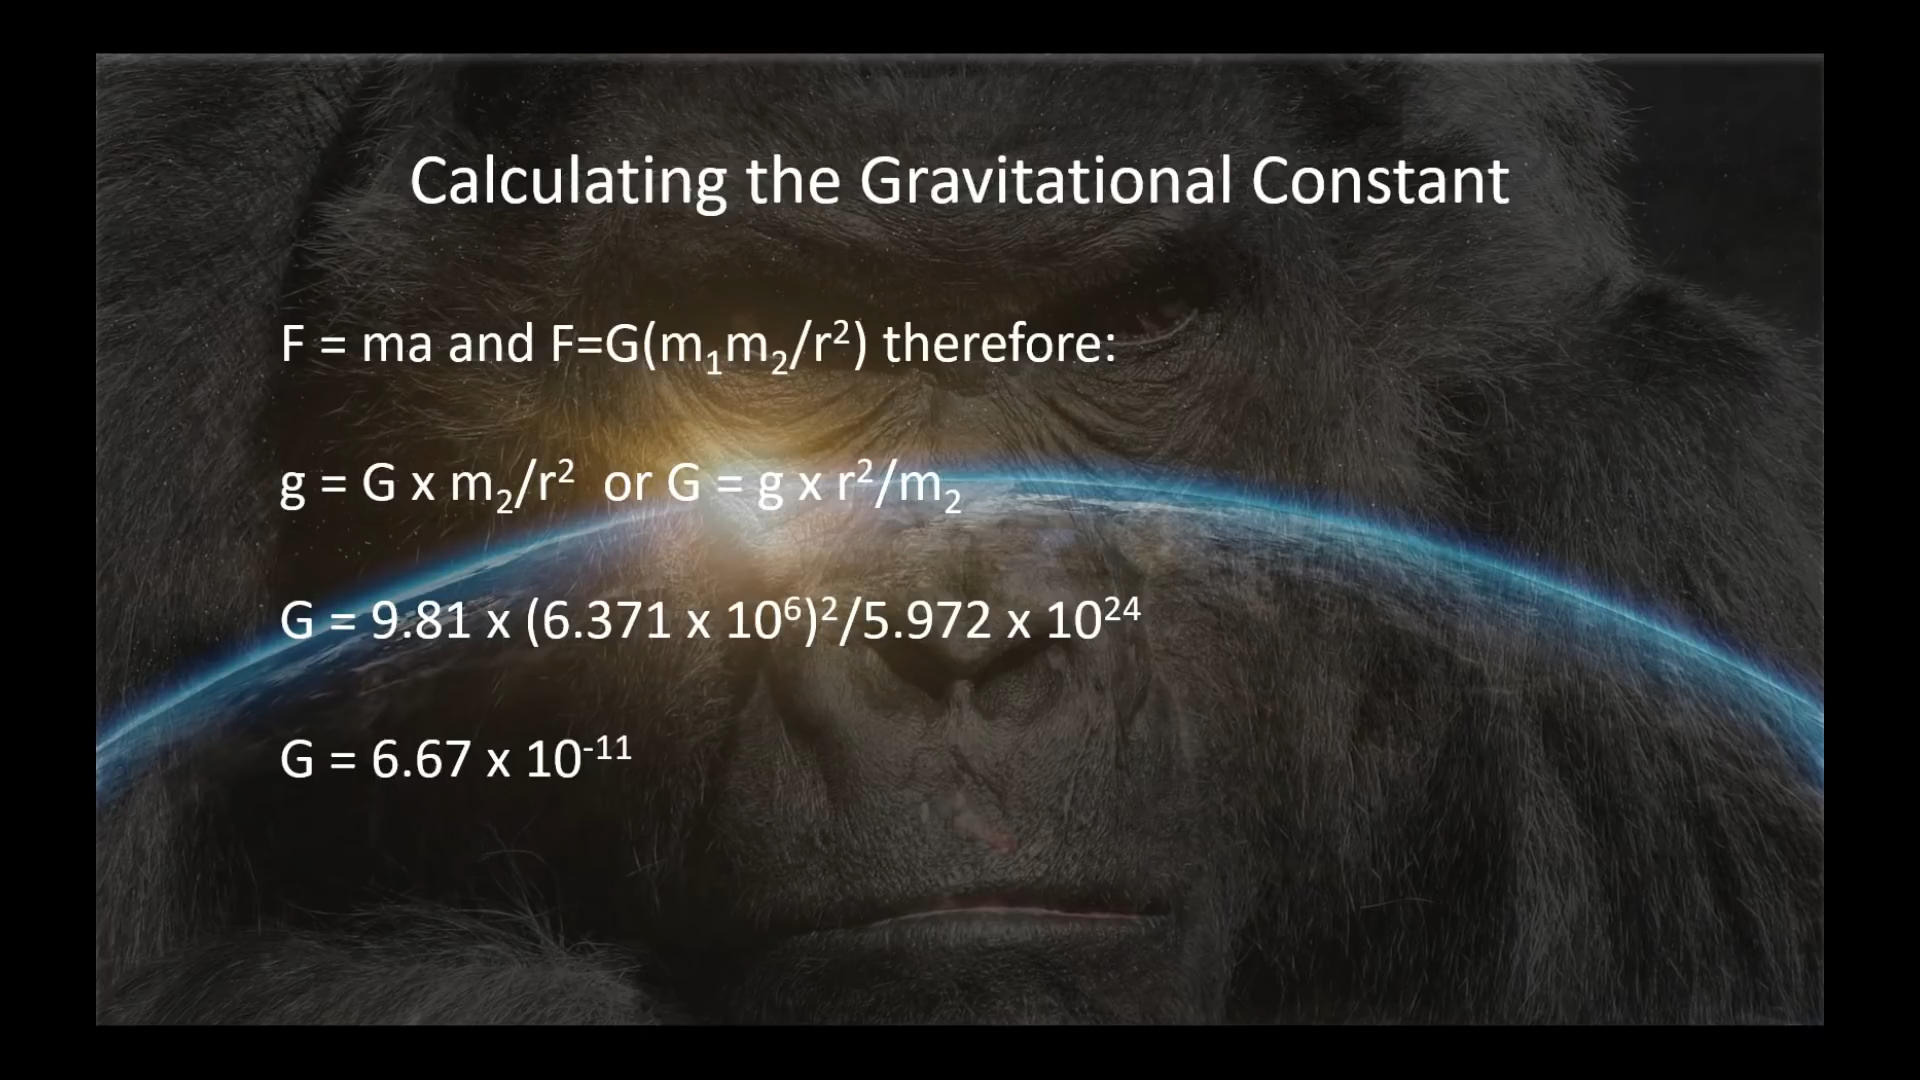 Calculating the Gravitational Constant
F = ma and F=G(m₁m₂/r²) therefore:
g = G x m₂/r² or G = g x r²/m₂
G = 9.81 x (6.371 x 10⁶)²/5.972 x 10²⁴
G = 6.67 x 10⁻¹¹